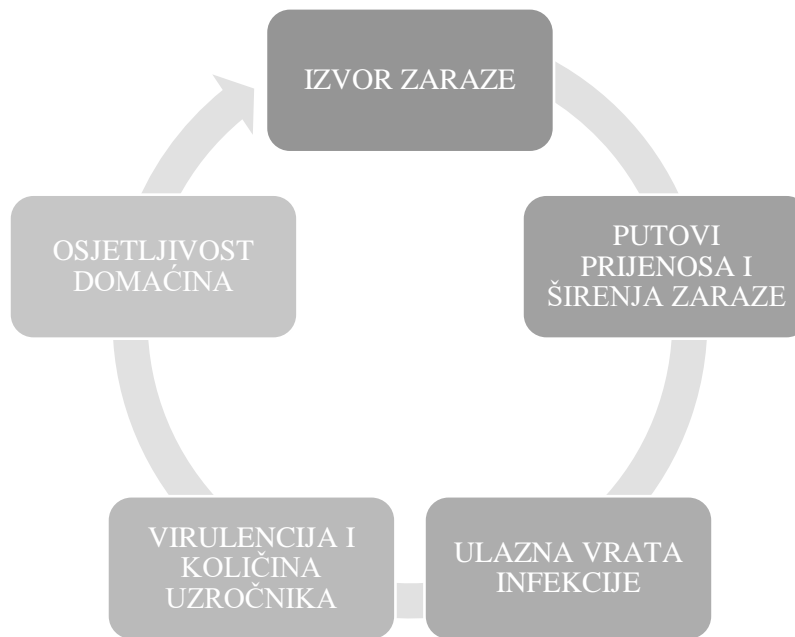 IZVOR ZARAZE
PUTOVI
PRIJENOSA I
ŠIRENJA ZARAZE
ULAZNA VRATA
INFEKCIJE
VIRULENCIJA I
KOLIČINA
UZROČNIKA
OSJETLJIVOST
DOMAĆINA